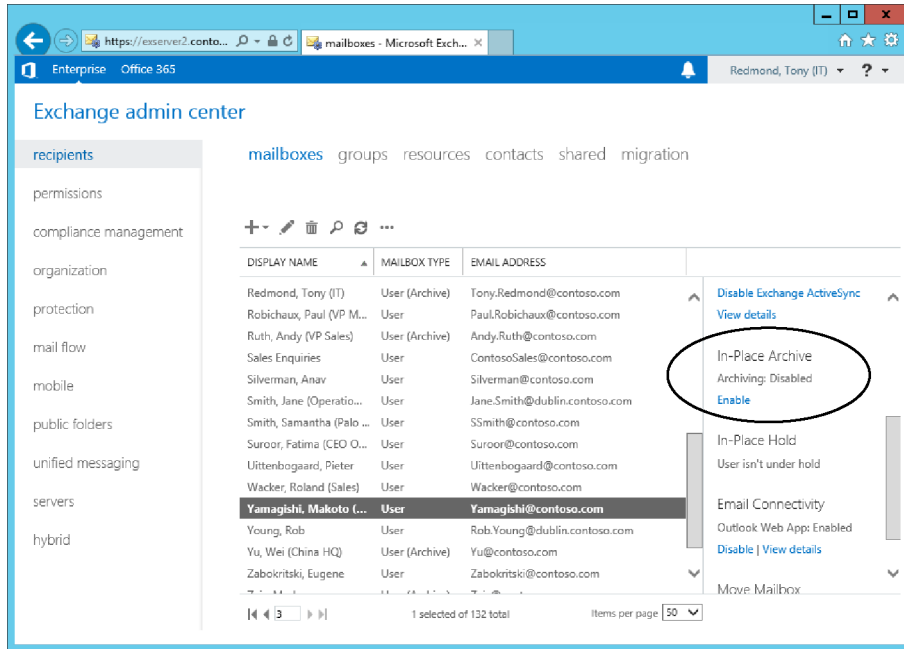 https://exserver2.conto...
mailboxes - Microsoft Exch...
Enterprise Office 365
Redmond, Tony (IT) ?
Exchange admin center
recipients
permissions
compliance management
organization
protection
mail flow
mobile
public folders
unified messaging
servers
hybrid
mailboxes groups resources contacts shared migration
DISPLAY NAME MAILBOX TYPE EMAIL ADDRESS
Redmond, Tony (IT) User (Archive) Tony.Redmond@contoso.com
Robichaux, Paul (VP M... User Paul.Robichaux@contoso.com
Ruth, Andy (VP Sales) User (Archive) Andy.Ruth@contoso.com
Sales Enquiries User ContosoSales@contoso.com
Silverman, Anav User Silverman@contoso.com
Smith, Jane (Operatio... User Jane.Smith@dublin.contoso.com
Smith, Samantha (Palo ... User SSmith@contoso.com
Suroor, Fatima (CEO O... User Suroor@contoso.com
Uittenbogaard, Pieter User Uittenbogaard@contoso.com
Wacker, Roland (Sales) User Wacker@contoso.com
Yamagishi, Makoto (... User Yamagishi@contoso.com
Young, Rob User Rob.Young@dublin.contoso.com
Yu, Wei (China HQ) User (Archive) Yu@contoso.com
Zabokritski, Eugene User Zabokritski@contoso.com
3 1 selected of 132 total Items per page 50
Disable Exchange ActiveSync
View details
In-Place Archive
Archiving: Disabled
Enable
In-Place Hold
User isn't under hold
Email Connectivity
Outlook Web App: Enabled
Disable | View details
Move Mailbox